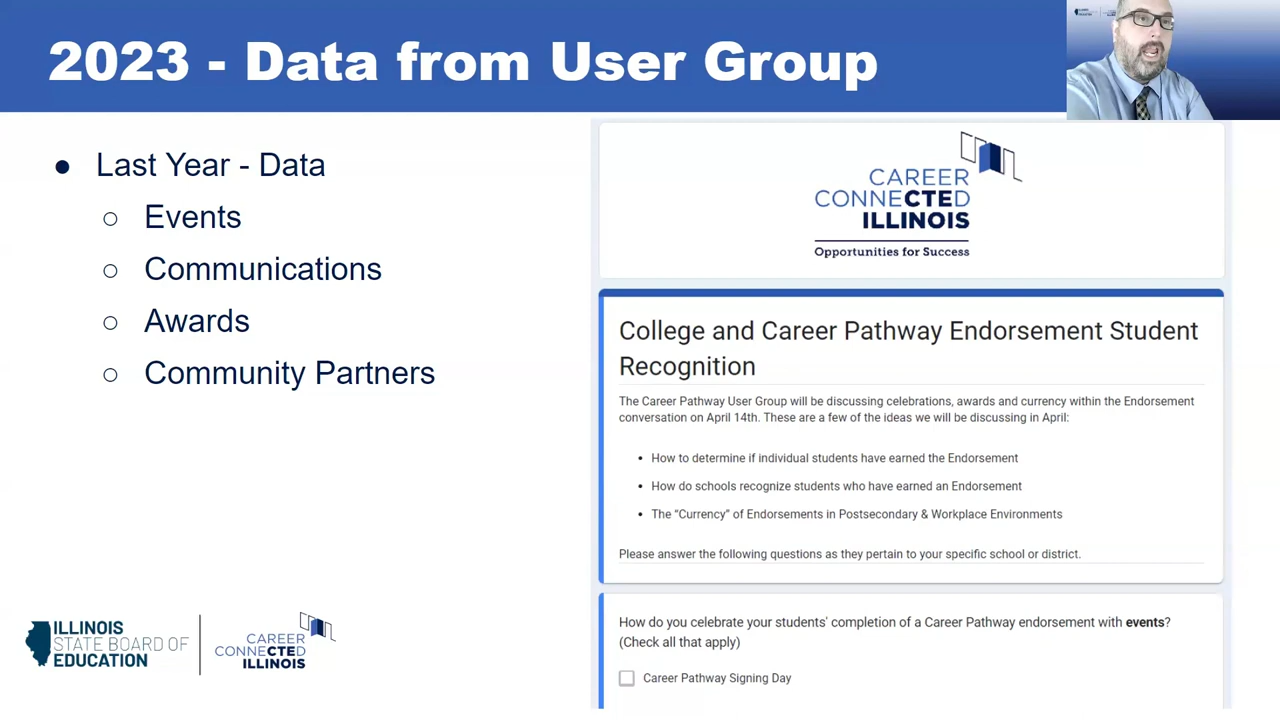 2023 - Data from User Group
● Last Year - Data
○ Events
○ Communications
○ Awards
○ Community Partners
CAREER
CONNECTED
ILLINOIS
Opportunities for Success
College and Career Pathway Endorsement Student
Recognition
The Career Pathway User Group will be discussing celebrations, awards and currency within the Endorsement
conversation on April 14th. These are a few of the ideas we will be discussing in April:
• How to determine if individual students have earned the Endorsement
• How do schools recognize students who have earned an Endorsement
• The “Currency” of Endorsements in Postsecondary & Workplace Environments
Please answer the following questions as they pertain to your specific school or district.
How do you celebrate your students' completion of a Career Pathway endorsement with events?
(Check all that apply)
Career Pathway Signing Day
ILLINOIS
STATE BOARD OF
EDUCATION
CAREER
CONNECTED
ILLINOIS